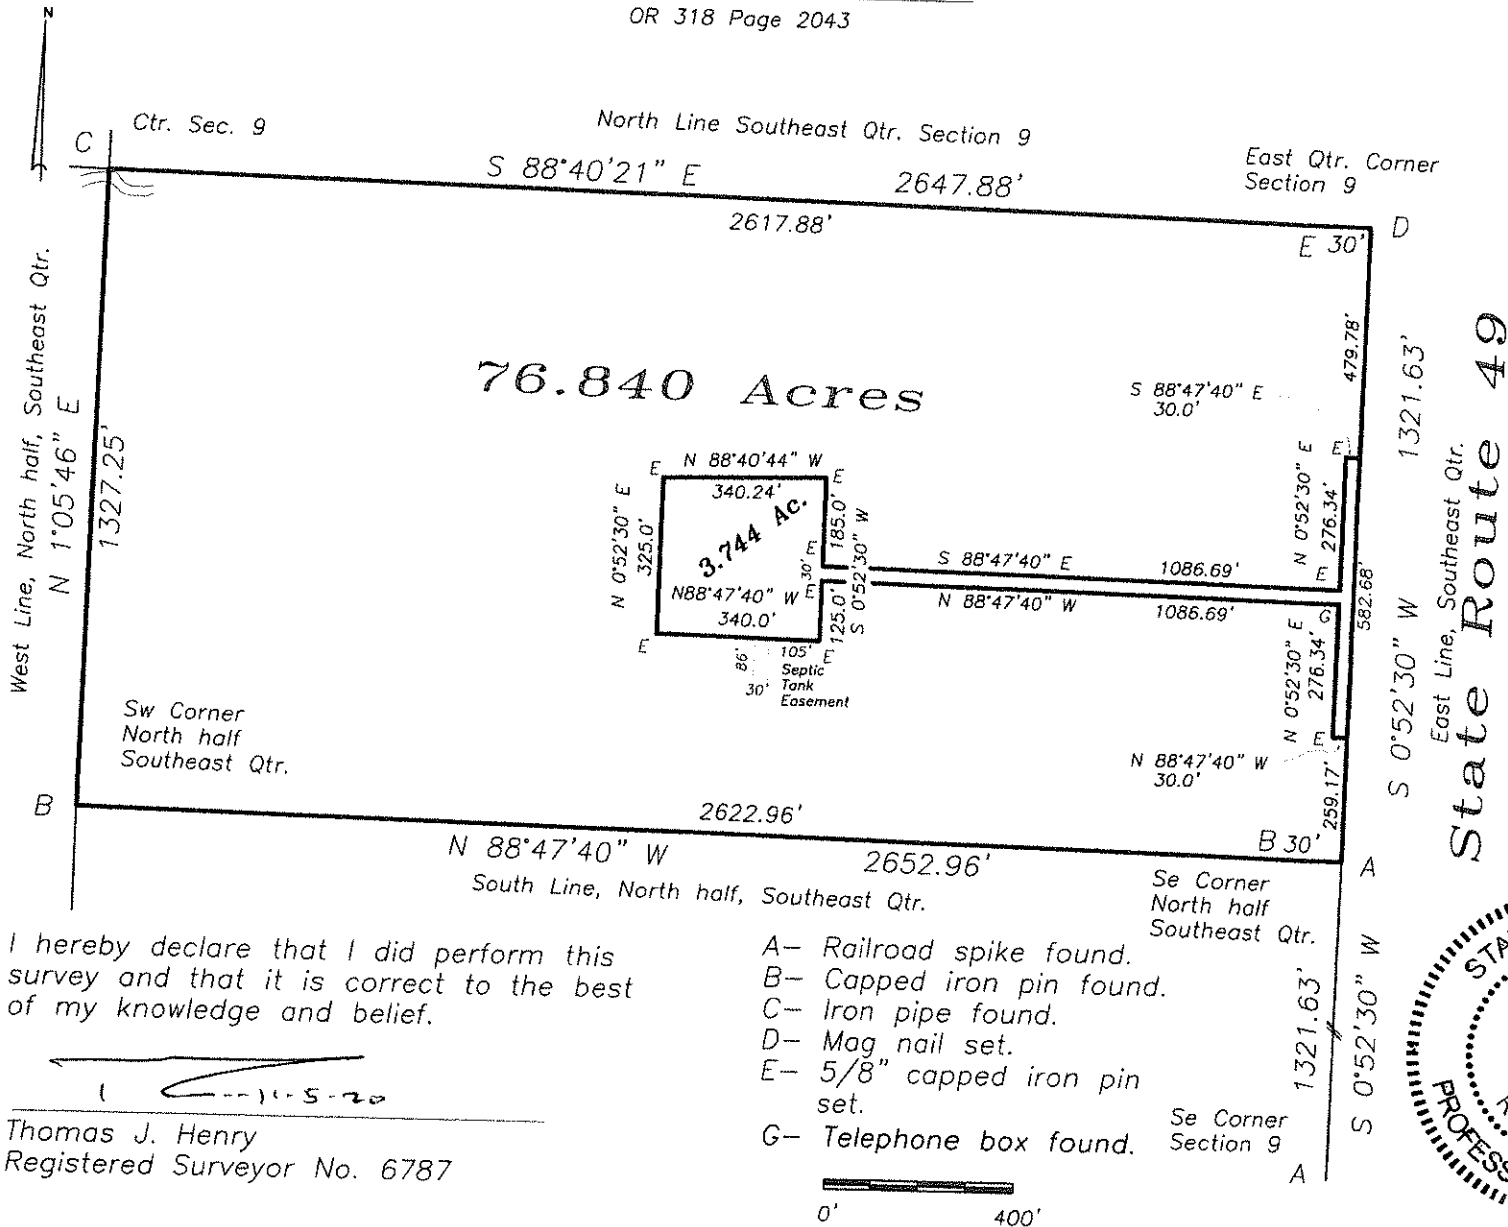 OR 318 Page 2043
N
C
Ctr. Sec. 9
North Line Southeast Qtr. Section 9
East Qtr. Corner
Section 9
S 88°40'21" E
2647.88'
2617.88'
E 30'
D
West Line, North half, Southeast Qtr.
N 1°05'46" E
1327.25'
76.840 Acres
S 88°47'40" E
30.0'
479.78'
1321.63'
State Route 49
East Line, Southeast Qtr.
S 0°52'30" W
582.68'
E
N 0°52'30" E
276.34'
E
E
N 88°40'44" W
E
340.24'
N 0°52'30" E
325.0'
3.744 Ac.
185.0'
S 0°52'30" W
E
30'
E
S 88°47'40" E
1086.69'
N 88°47'40" W
1086.69'
G
N88°47'40" W
340.0'
125.0'
E
E
86'
105'
Septic
30'
Tank
Easement
N 0°52'30" E
276.34'
E
N 88°47'40" W
30.0'
259.17'
Sw Corner
North half
Southeast Qtr.
B
2622.96'
B 30'
A
N 88°47'40" W
2652.96'
South Line, North half, Southeast Qtr.
Se Corner
North half
Southeast Qtr.
I hereby declare that I did perform this
survey and that it is correct to the best
of my knowledge and belief.
11-5-20
Thomas J. Henry
Registered Surveyor No. 6787
A- Railroad spike found.
B- Capped iron pin found.
C- Iron pipe found.
D- Mag nail set.
E- 5/8" capped iron pin
set.
G- Telephone box found.
1321.63'
S 0°52'30" W
Se Corner
Section 9
A
0'
400'
STA
PROFESS